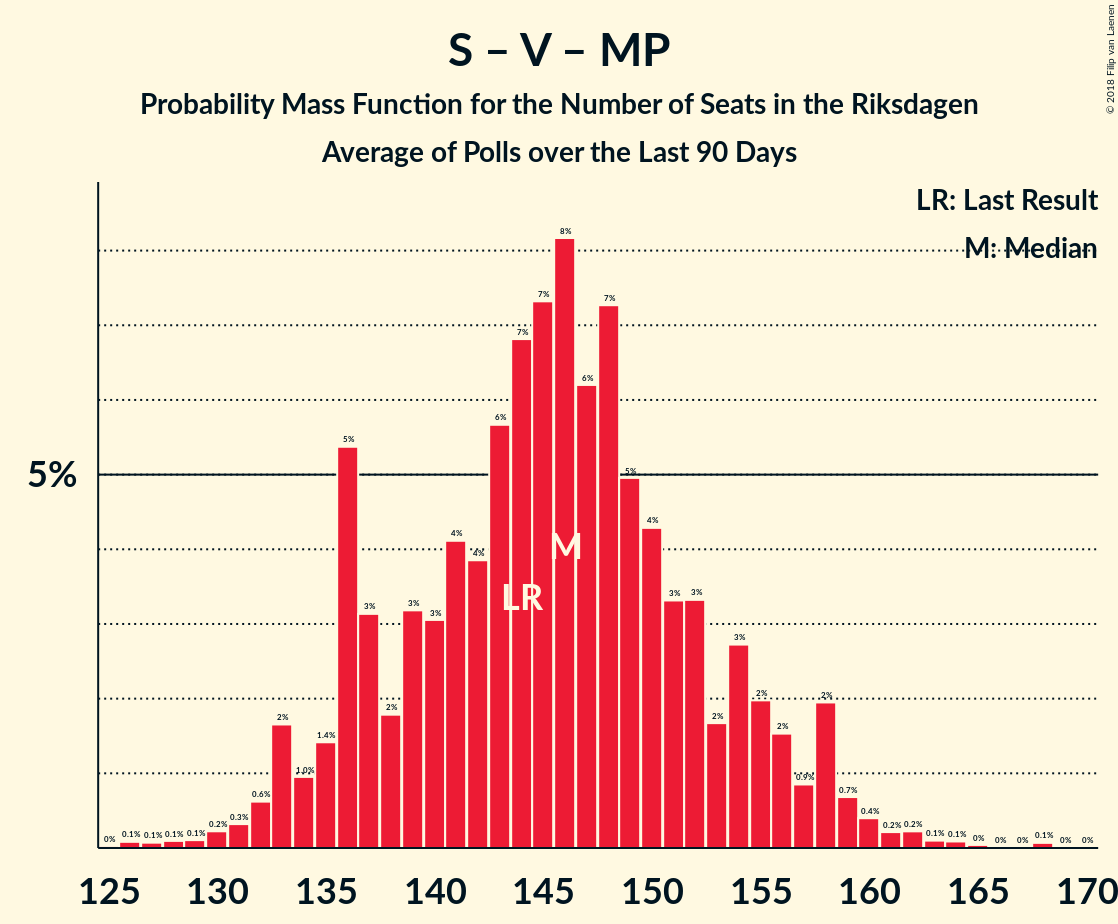 © 2018 Filip van Laenen
S – V – MP
Probability Mass Function for the Number of Seats in the Riksdagen
Average of Polls over the Last 90 Days
LR: Last Result
M: Median
5%
0% 0.1% 0.1% 0.1% 0.1% 0.2% 0.3% 0.6% 2% 1.0% 1.4% 5% 3% 2% 3% 3% 4% 4% 6% 7% 7% 8% 6% 7% 5% 4% 3% 3% 2% 3% 2% 2% 0.9% 2% 0.7% 0.4% 0.2% 0.2% 0.1% 0.1% 0% 0% 0% 0.1% 0% 0%
M
LR
125 130 135 140 145 150 155 160 165 170